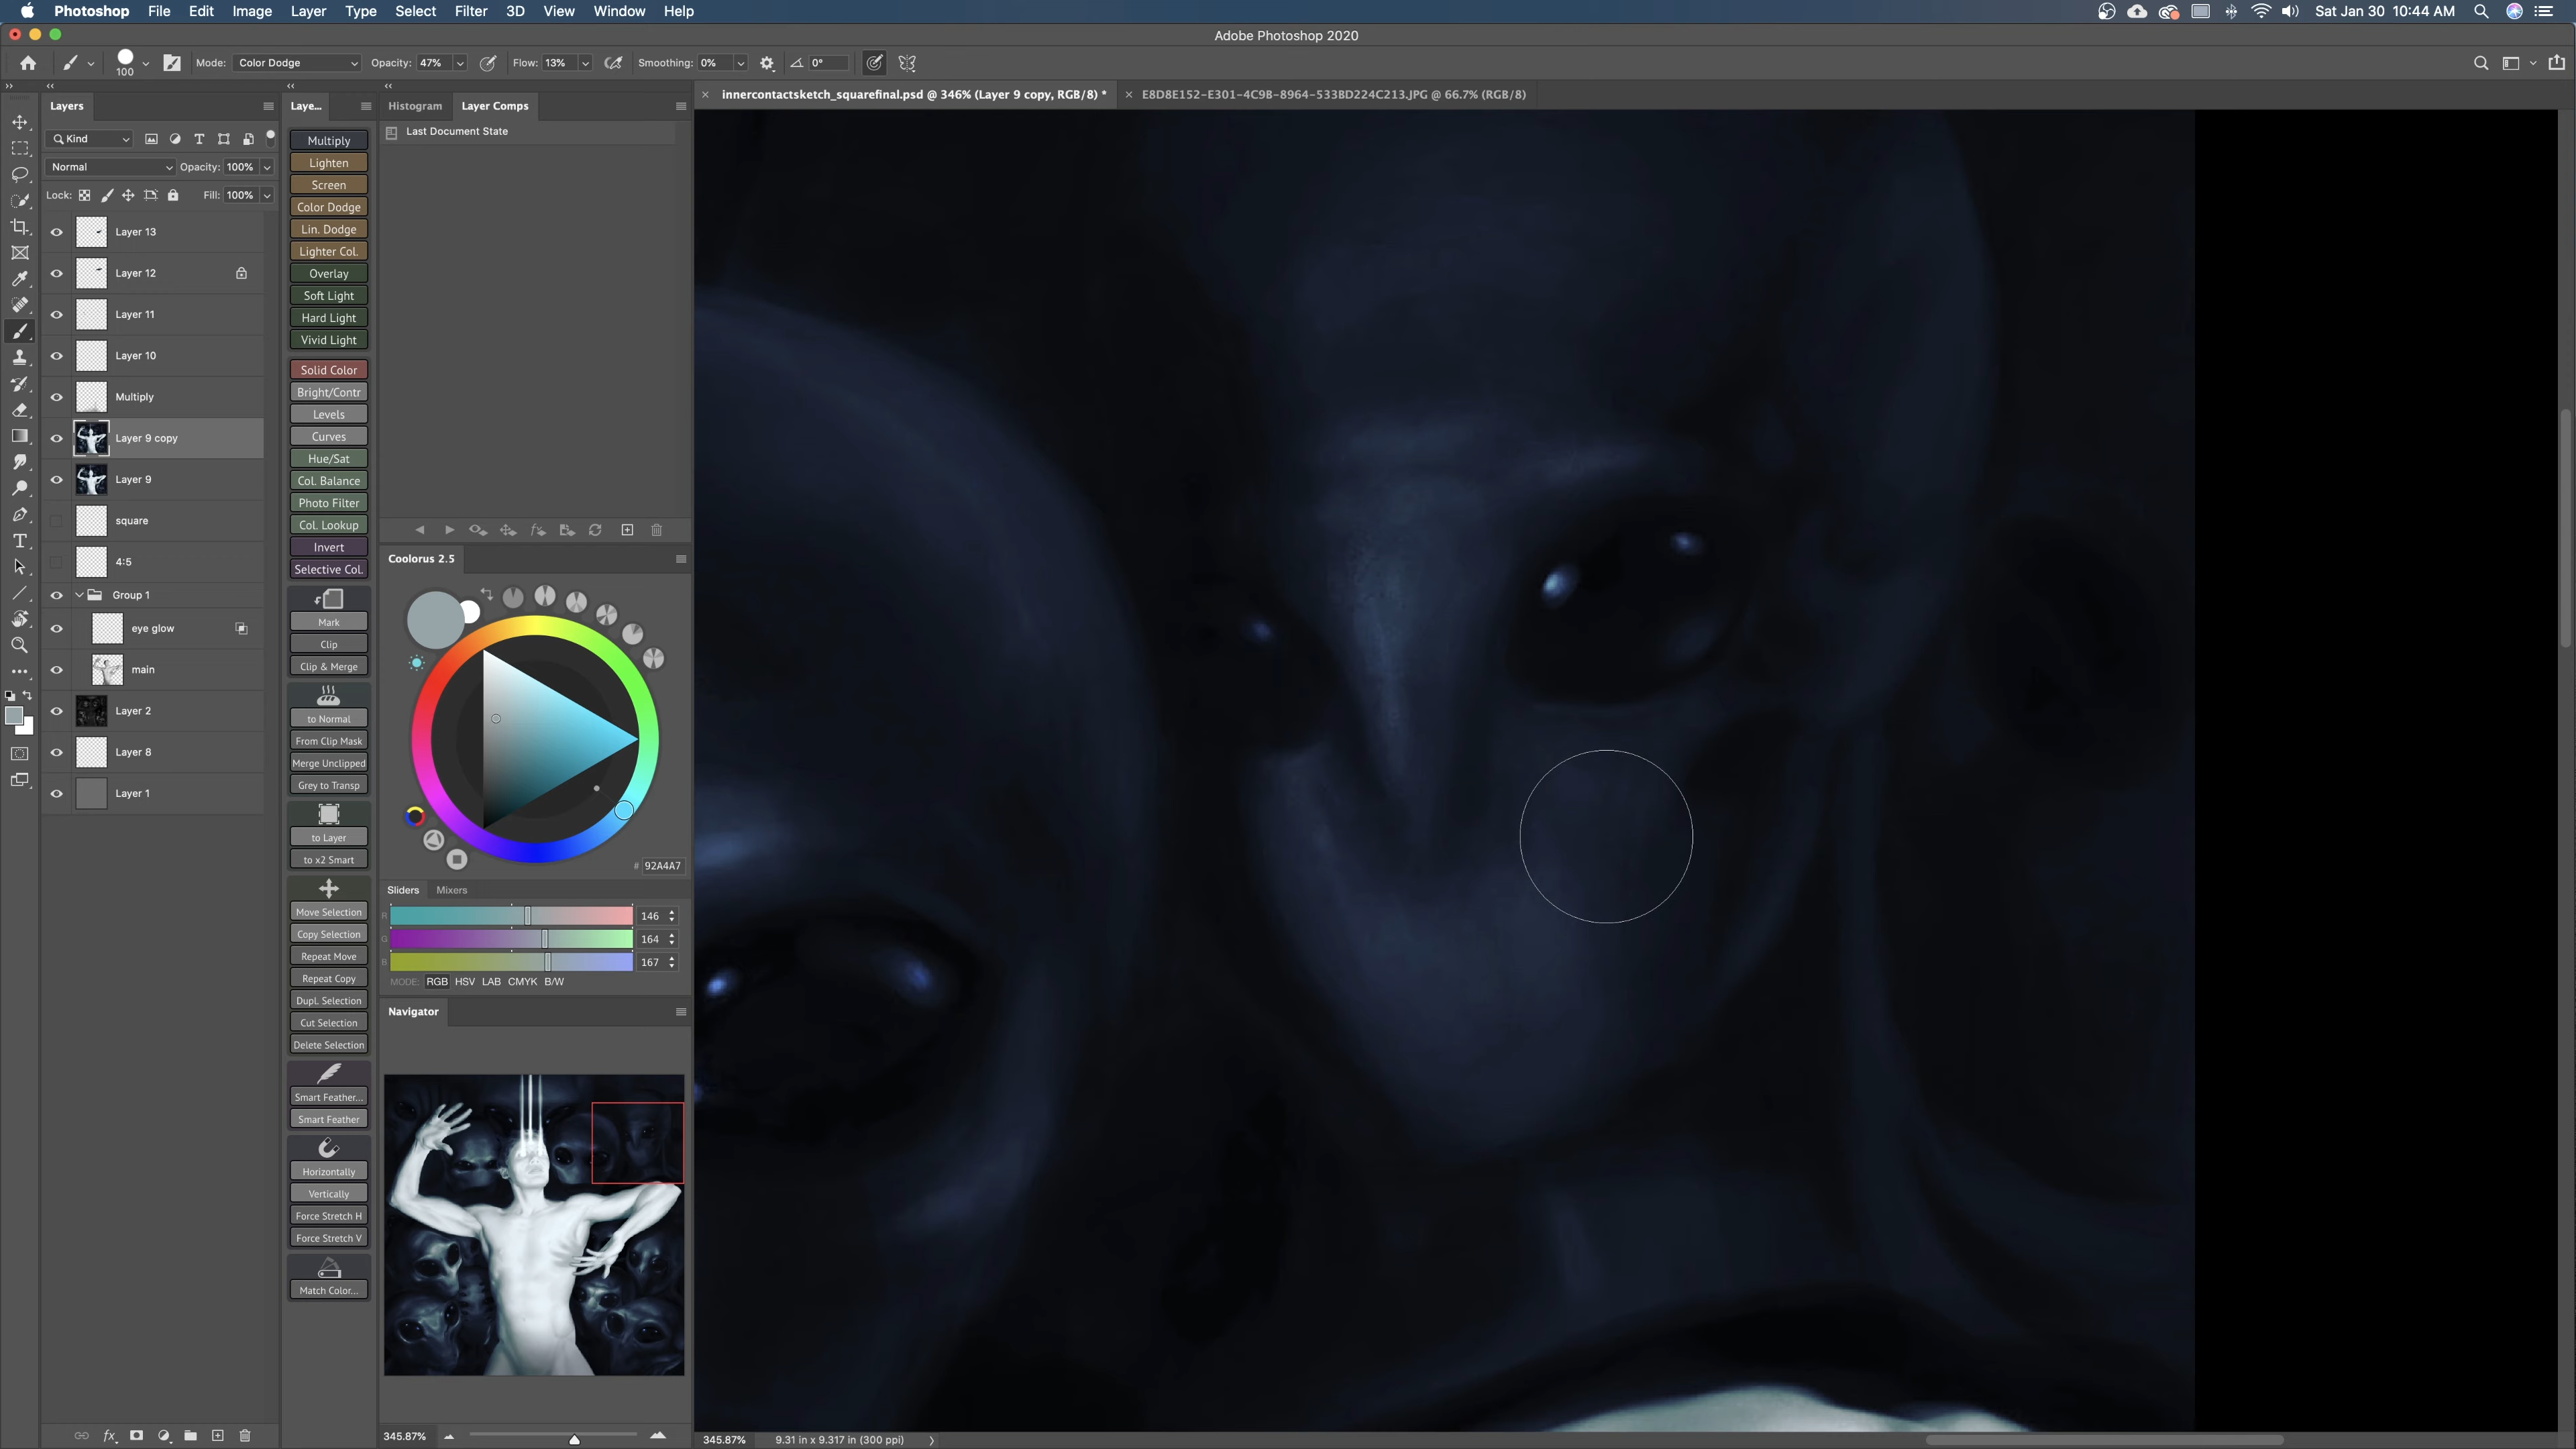 Photoshop File Edit Image Layer Type Select Filter 3D View Window Help Sat Jan 30 10:44 AM
Adobe Photoshop 2020
100 Mode: Color Dodge Opacity: 47% Flow: 13% Smoothing: 0% 0°
Layers
Kind
Normal Opacity: 100%
Lock: Fill: 100%
Layer 13
Layer 12
Layer 11
Layer 10
Multiply
Layer 9 copy
Layer 9
square
4:5
Group 1
eye glow
main
Layer 2
Layer 8
Layer 1
fx
Laye...
Multiply
Lighten
Screen
Color Dodge
Lin. Dodge
Lighter Col.
Overlay
Soft Light
Hard Light
Vivid Light
Solid Color
Bright/Contr
Levels
Curves
Hue/Sat
Col. Balance
Photo Filter
Col. Lookup
Invert
Selective Col.
Mark
Clip
Clip & Merge
to Normal
From Clip Mask
Merge Unclipped
Grey to Transp
to Layer
to x2 Smart
Move Selection
Copy Selection
Repeat Move
Repeat Copy
Dupl. Selection
Cut Selection
Delete Selection
Smart Feather...
Smart Feather
Horizontally
Vertically
Force Stretch H
Force Stretch V
Match Color...
Histogram Layer Comps
Last Document State
Coolorus 2.5
# 92A4A7
Sliders Mixers
R 146
G 164
B 167
MODE: RGB HSV LAB CMYK B/W
Navigator
345.87%
innercontactsketch_squarefinal.psd @ 346% (Layer 9 copy, RGB/8) *
E8D8E152-E301-4C9B-8964-533BD224C213.JPG @ 66.7% (RGB/8)
345.87% 9.31 in x 9.317 in (300 ppi)